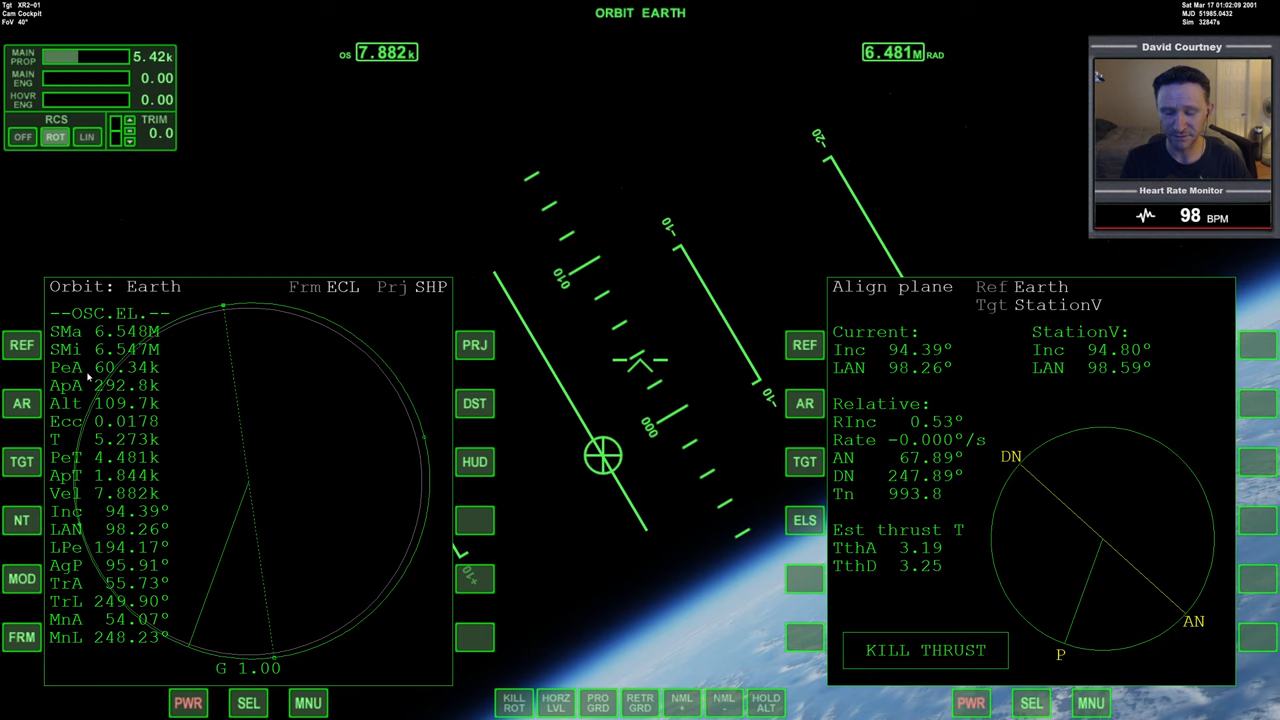 Tgt XR2-01
Cam Cockpit
FoV 40°
ORBIT EARTH
Sat Mar 17 01:02:09 2001
MJD 51985.0432
Sim 32847s
MAIN PROP 5.42k
MAIN ENG 0.00
HOVR ENG 0.00
RCS
TRIM
0.0
OFF ROT LIN
OS 7.882k
6.481M RAD
David Courtney
Heart Rate Monitor
98 BPM
-20
-10
-10
010
000
Orbit: Earth Frm ECL Prj SHP
--OSC.EL.--
SMa 6.548M
SMi 6.547M
PeA 60.34k
ApA 292.8k
Alt 109.7k
Ecc 0.0178
T 5.273k
PeT 4.481k
ApT 1.844k
Vel 7.882k
Inc 94.39°
LAN 98.26°
LPe 194.17°
AgP 95.91°
TrA 55.73°
TrL 249.90°
MnA 54.07°
MnL 248.23°
G 1.00
REF
AR
TGT
NT
MOD
FRM
PRJ
DST
HUD
PWR SEL MNU
KILL ROT
HORZ LVL
PRO GRD
RETR GRD
NML +
NML -
HOLD ALT
REF
AR
TGT
ELS
Align plane Ref Earth
Tgt StationV
Current: StationV:
Inc 94.39° Inc 94.80°
LAN 98.26° LAN 98.59°
Relative:
RInc 0.53°
Rate -0.000°/s
AN 67.89°
DN 247.89°
Tn 993.8
Est thrust T
TthA 3.19
TthD 3.25
KILL THRUST
DN
AN
P
PWR SEL MNU